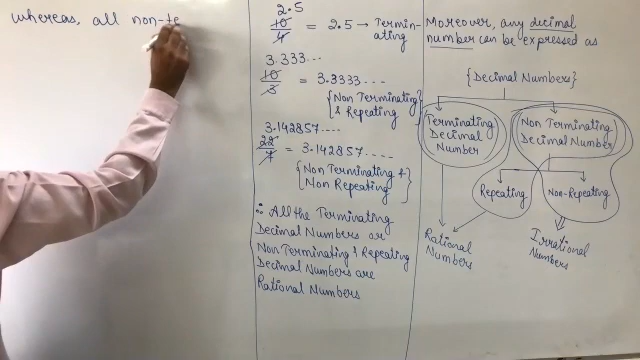 whereas, all non-te
2.5
10/4 = 2.5 → Termin-
ating
3.333...
10/3 = 3.3333....
{Non Terminating
& Repeating}
3.142857....
22/7 = 3.142857.....
{Non Terminating &
Non Repeating}
∴ All the Terminating
Decimal Numbers or
Non Terminating & Repeating
Decimal Numbers are
Rational Numbers
Moreover, any decimal
number can be expressed as
{Decimal Numbers}
Terminating
Decimal
Number
Non Terminating
Decimal Number
Repeating
Non-Repeating
Rational
Numbers
Irrational
Numbers